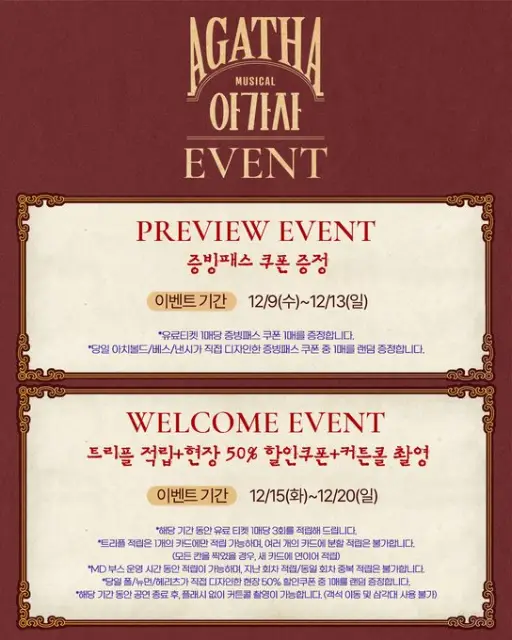 AGATHA
MUSICAL
아가사
EVENT
PREVIEW EVENT
증빙패스 쿠폰 증정
이벤트 기간 12/9(수)~12/13(일)
*유료티켓 1매당 증빙패스 쿠폰 1매를 증정합니다.
*당일 아치볼드/베스/낸시가 직접 디자인한 증빙패스 쿠폰 중 1매를 랜덤 증정합니다.
WELCOME EVENT
트리플 적립+현장 50% 할인쿠폰+커튼콜 촬영
이벤트 기간 12/15(화)~12/20(일)
*해당 기간 동안 유료 티켓 1매당 3회를 적립해 드립니다.
*트리플 적립은 1개의 카드에만 적립 가능하며, 여러 개의 카드에 분할 적립은 불가합니다.
(모든 칸을 찍었을 경우, 새 카드에 연이어 적립)
*MD 부스 운영 시간 동안 적립이 가능하며, 지난 회차 적립/동일 회차 중복 적립은 불가합니다.
*당일 폴/뉴먼/헤리츠가 직접 디자인한 현장 50% 할인쿠폰 중 1매를 랜덤 증정합니다.
*해당 기간 동안 공연 종료 후, 플래시 없이 커튼콜 촬영이 가능합니다. (객석 이동 및 삼각대 사용 불가)